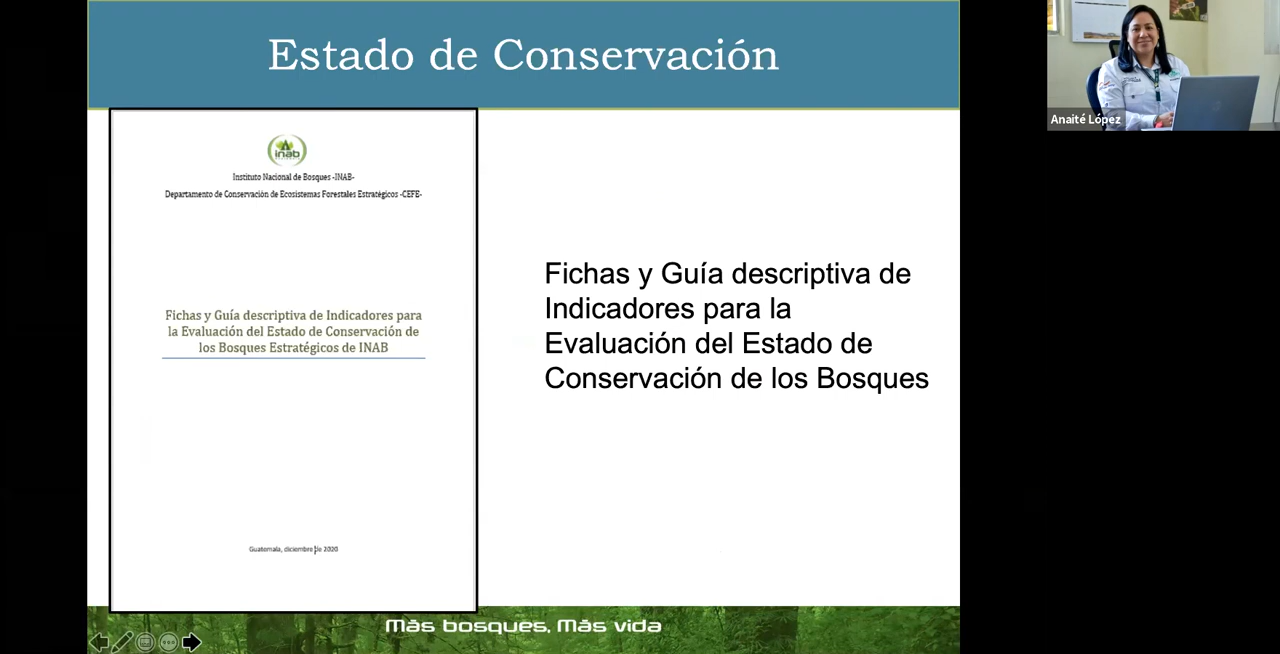 Estado de Conservación
Anaité López
inab
Instituto Nacional de Bosques -INAB-
Departamento de Conservación de Ecosistemas Forestales Estratégicos -CEFE-
Fichas y Guía descriptiva de Indicadores para
la Evaluación del Estado de Conservación de
los Bosques Estratégicos de INAB
Guatemala, diciembre de 2020
Fichas y Guía descriptiva de
Indicadores para la
Evaluación del Estado de
Conservación de los Bosques
Más bosques, Más vida